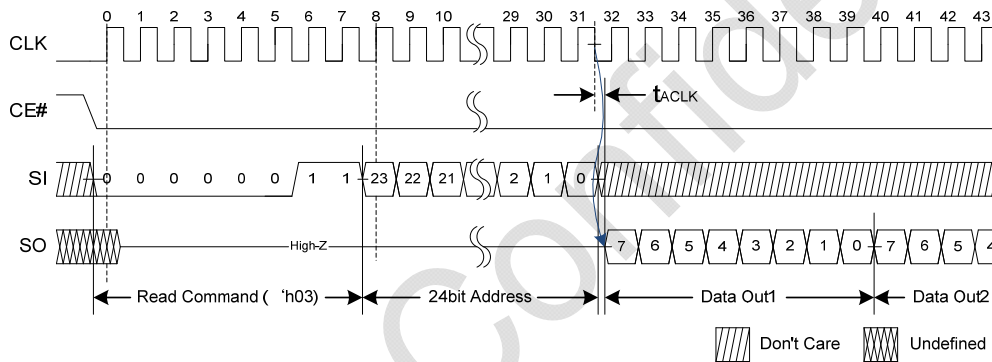 0 1 2 3 4 5 6 7 8 9 10 29 30 31 32 33 34 35 36 37 38 39 40 41 42 43
CLK
CE#
tACLK
SI 0 0 0 0 0 0 1 1 23 22 21 2 1 0
SO High-Z 7 6 5 4 3 2 1 0 7 6 5 4
Read Command ( 'h03) 24bit Address Data Out1 Data Out2
Don't Care Undefined
Confide